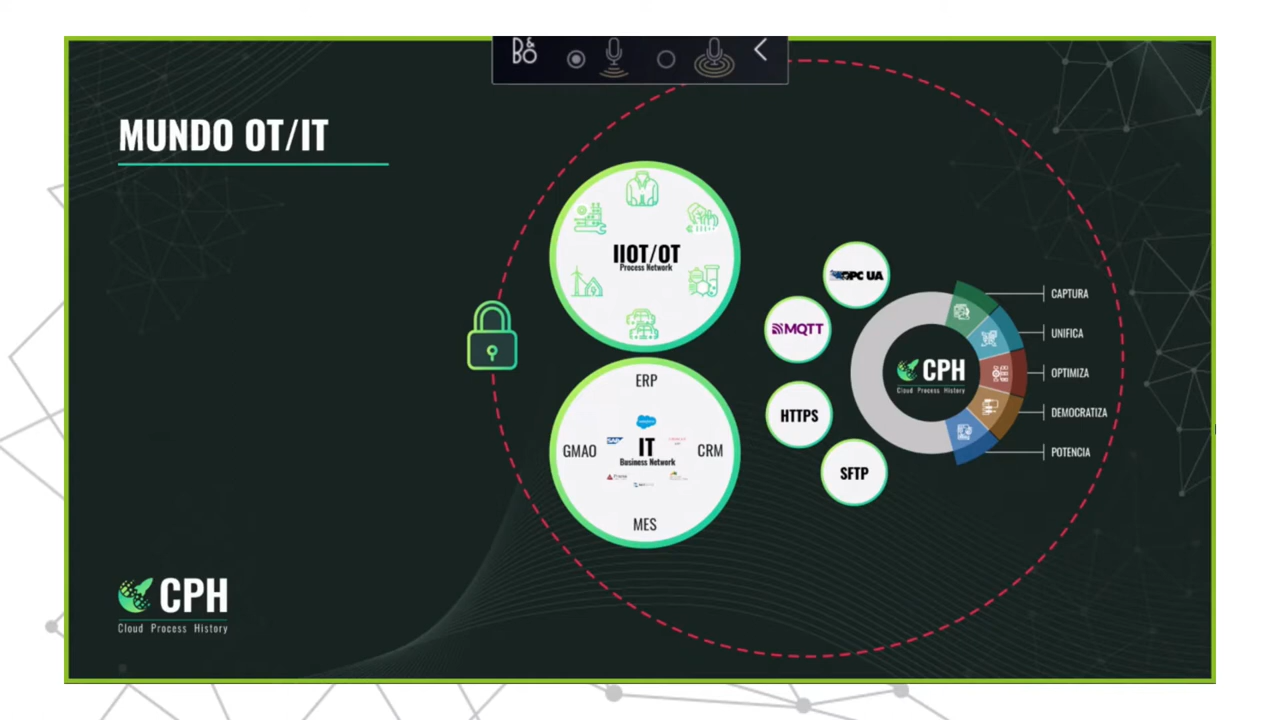 B&O
MUNDO OT/IT
IIOT/OT
Process Network
OPC UA
MQTT
HTTPS
SFTP
ERP
GMAO
SAP
IT
Business Network
CRM
MES
CPH
Cloud Process History
CAPTURA
UNIFICA
OPTIMIZA
DEMOCRATIZA
POTENCIA
CPH
Cloud Process History